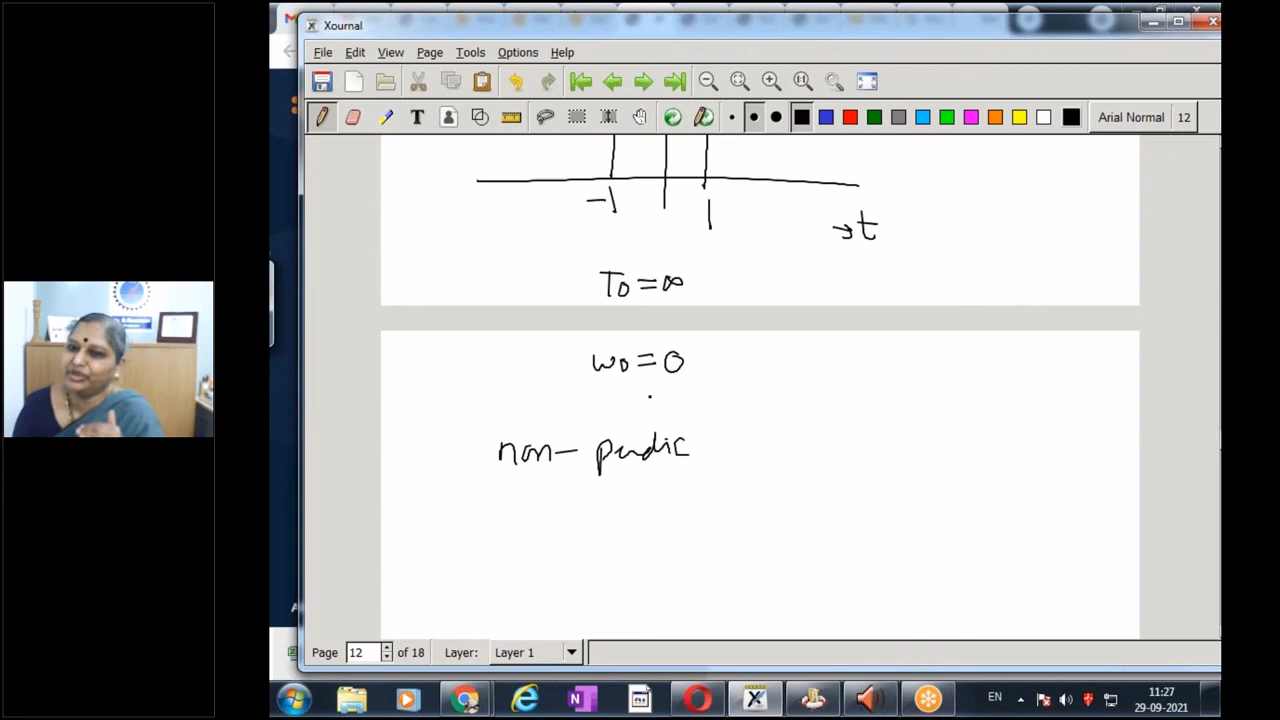 Xournal
File Edit View Page Tools Options Help
Arial Normal 12
-1
1
→t
T0 = ∞
w0 = 0
non- perdic
Page 12 of 18 Layer: Layer 1
EN
11:27
29-09-2021